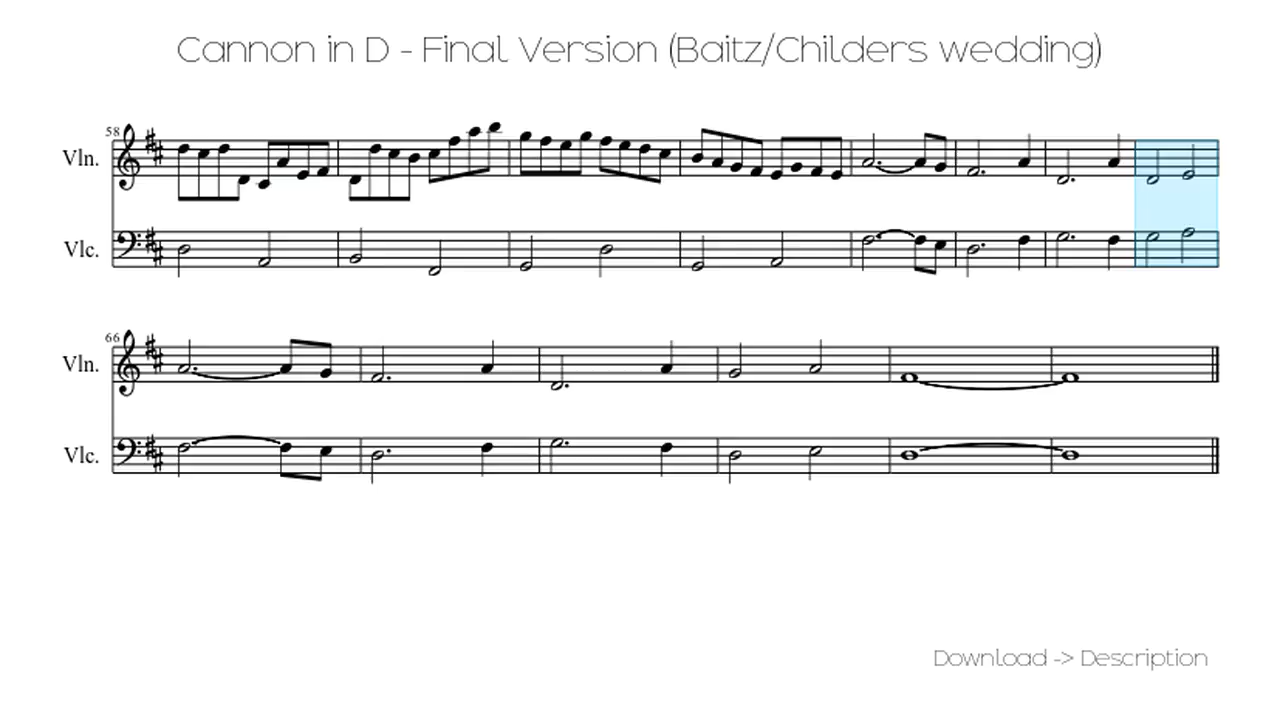 Cannon in D - Final Version (Baitz/Childers wedding)
58
Vln.
Vlc.
66
Vln.
Vlc.
Download -> Description